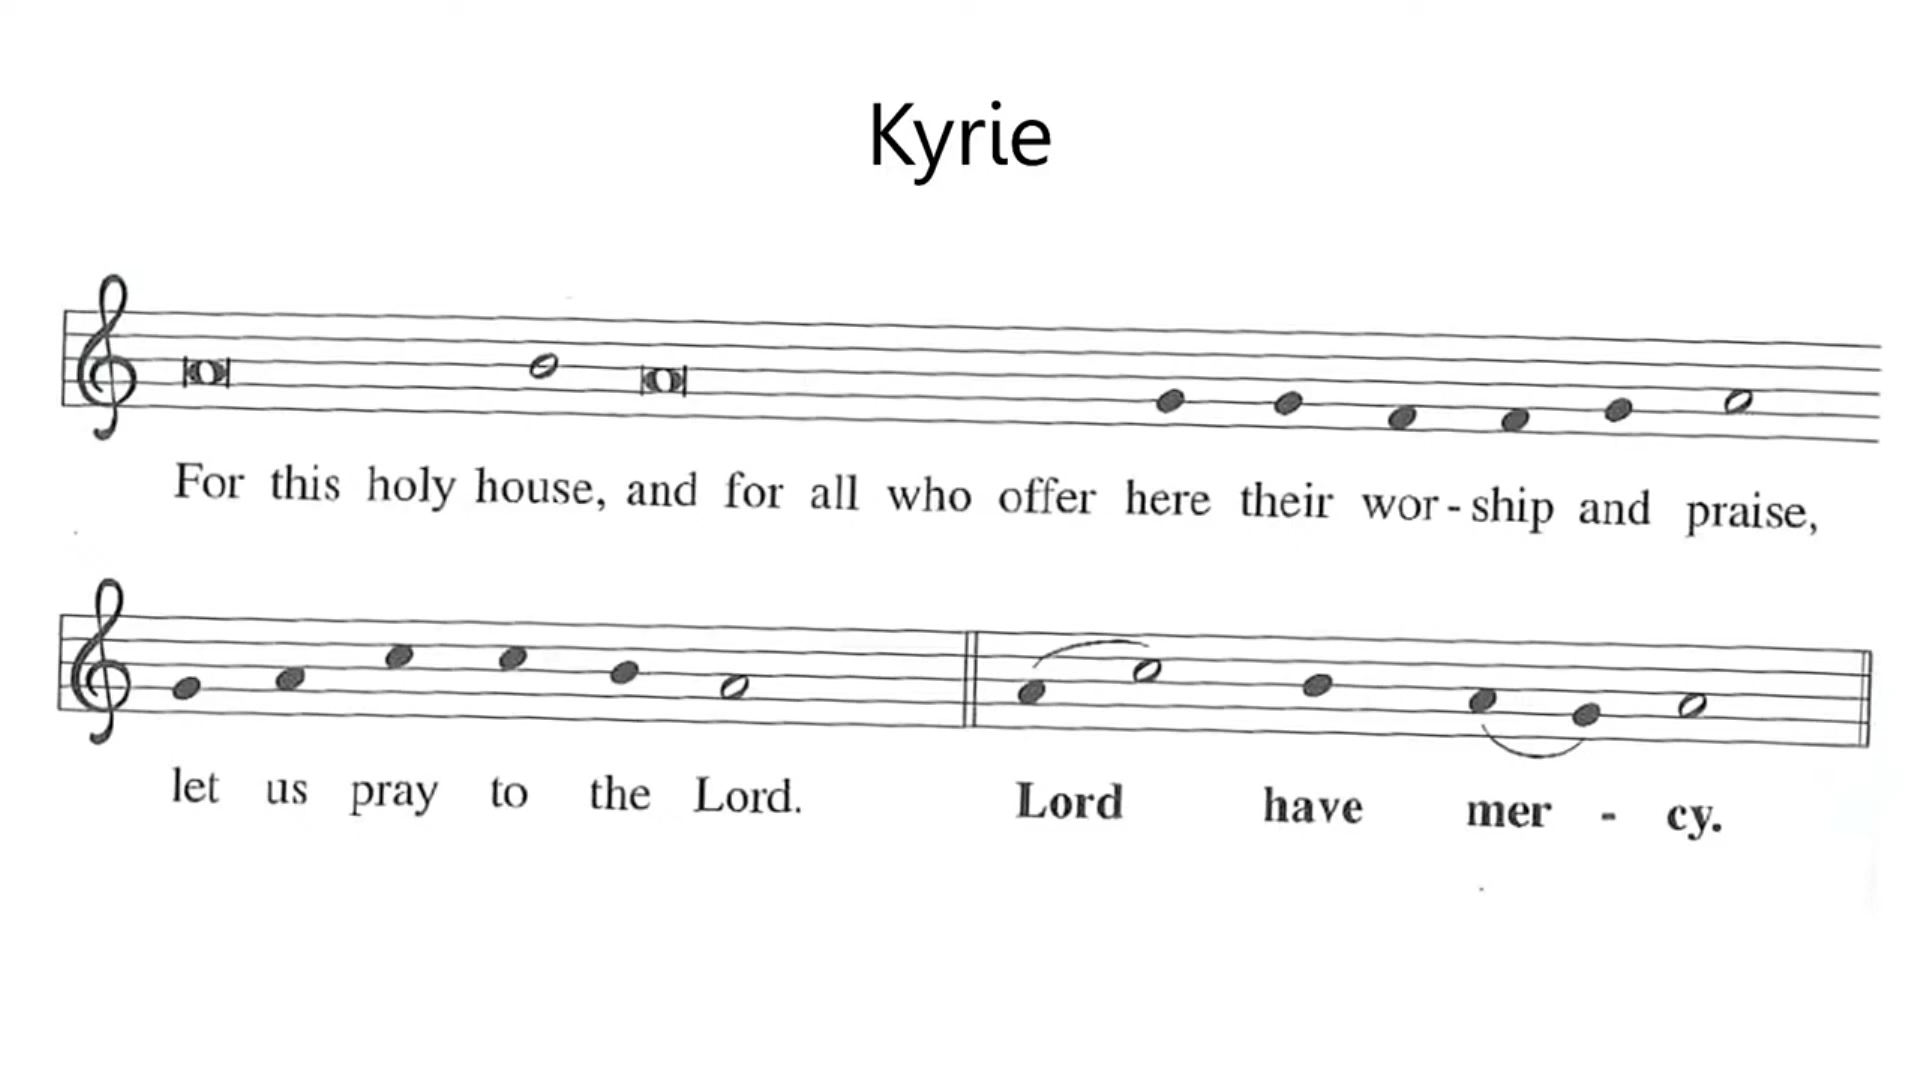 Kyrie
For this holy house, and for all who offer here their wor - ship and praise,
let us pray to the Lord. Lord have mer - cy.